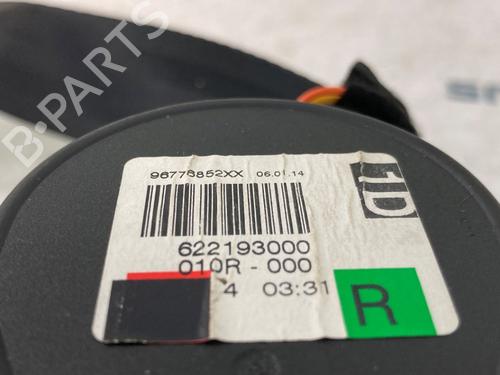 B-PARTS
96778852XX 06.01.14
1D
622193000
010R - 000
4 03:31
R